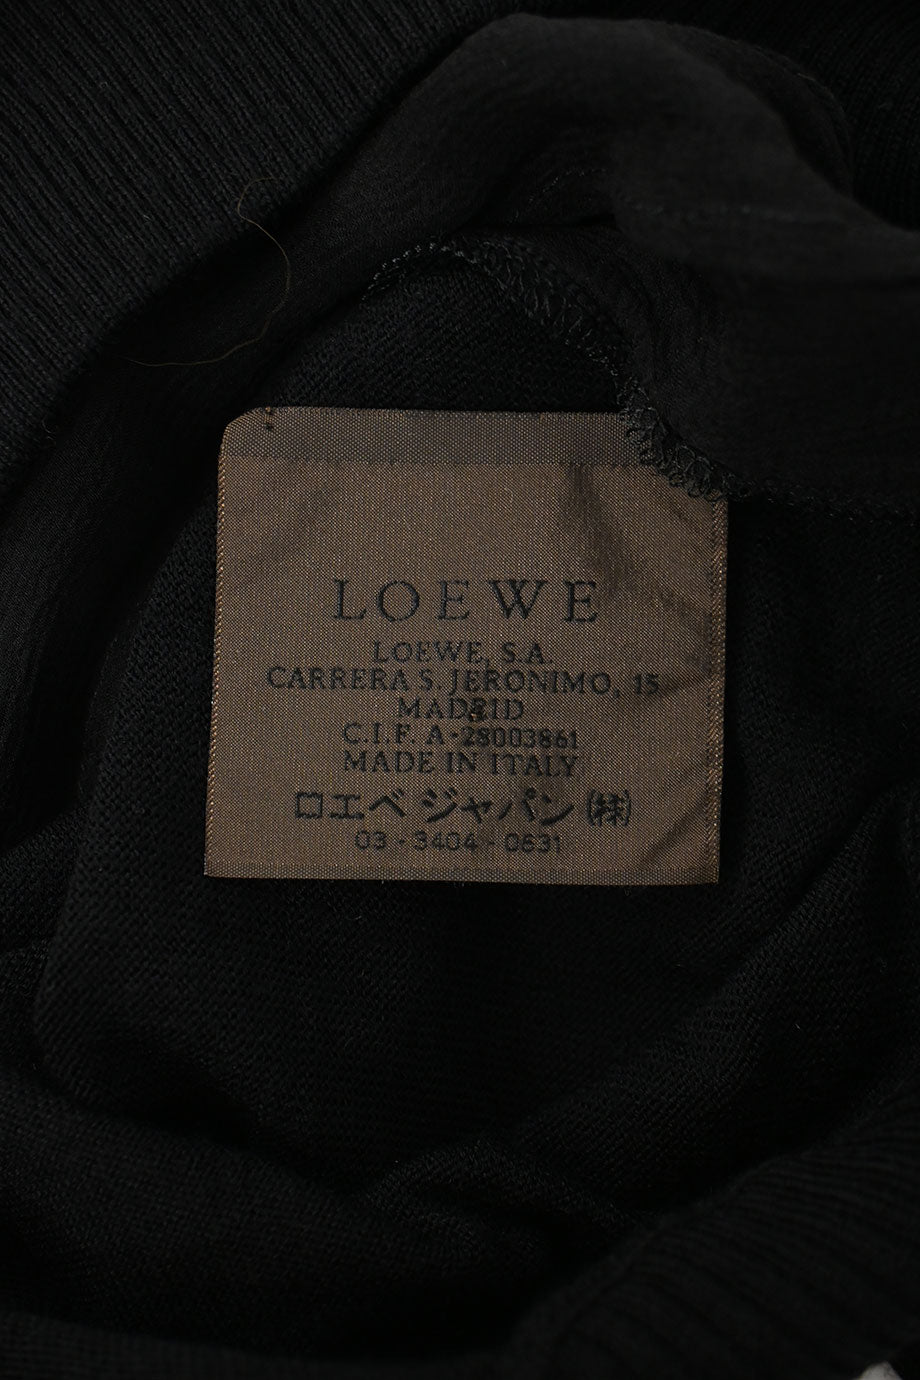 LOEWE
LOEWE, S.A.
CARRERA S. JERONIMO, 15
MADRID
C.I.F. A-28003861
MADE IN ITALY
ロエベ ジャパン(株)
03-3404-0631